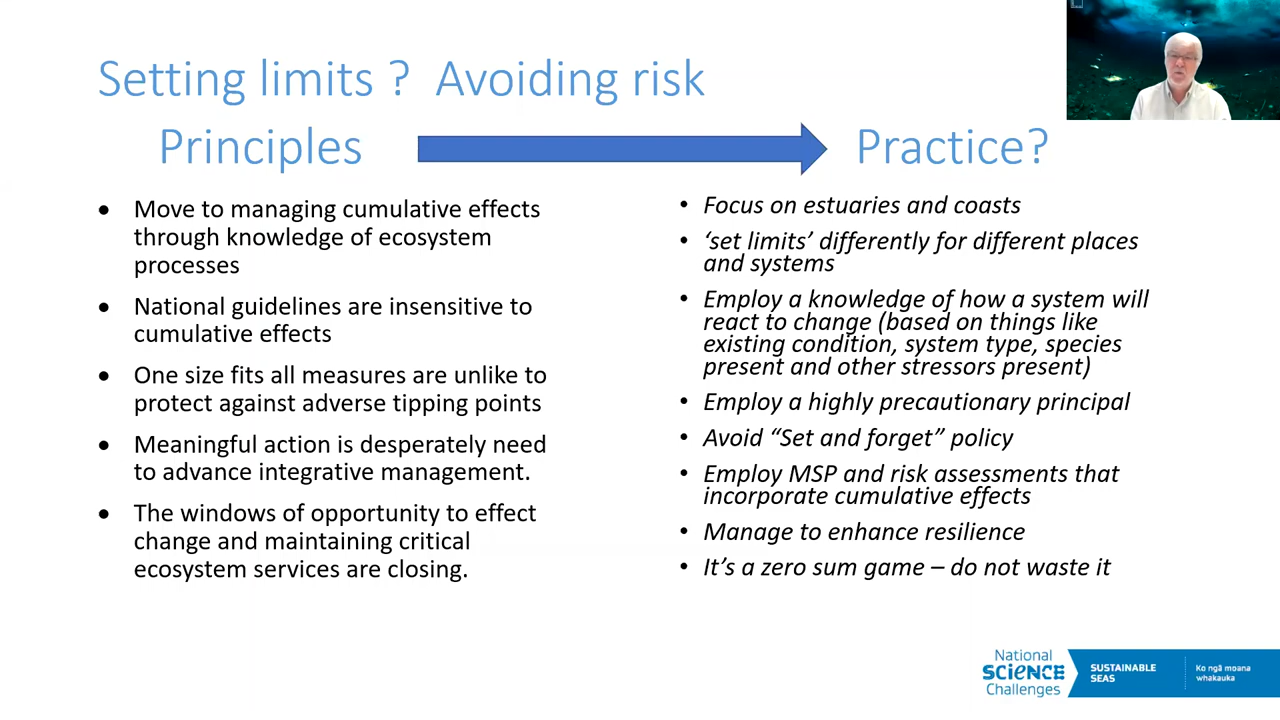 Setting limits ? Avoiding risk
Principles
Practice?
• Move to managing cumulative effects
through knowledge of ecosystem
processes
• National guidelines are insensitive to
cumulative effects
• One size fits all measures are unlike to
protect against adverse tipping points
• Meaningful action is desperately need
to advance integrative management.
• The windows of opportunity to effect
change and maintaining critical
ecosystem services are closing.
• Focus on estuaries and coasts
• ‘set limits’ differently for different places
and systems
• Employ a knowledge of how a system will
react to change (based on things like
existing condition, system type, species
present and other stressors present)
• Employ a highly precautionary principal
• Avoid “Set and forget” policy
• Employ MSP and risk assessments that
incorporate cumulative effects
• Manage to enhance resilience
• It’s a zero sum game – do not waste it
National
SCIENCE
Challenges
SUSTAINABLE
SEAS
Ko ngā moana
whakauka